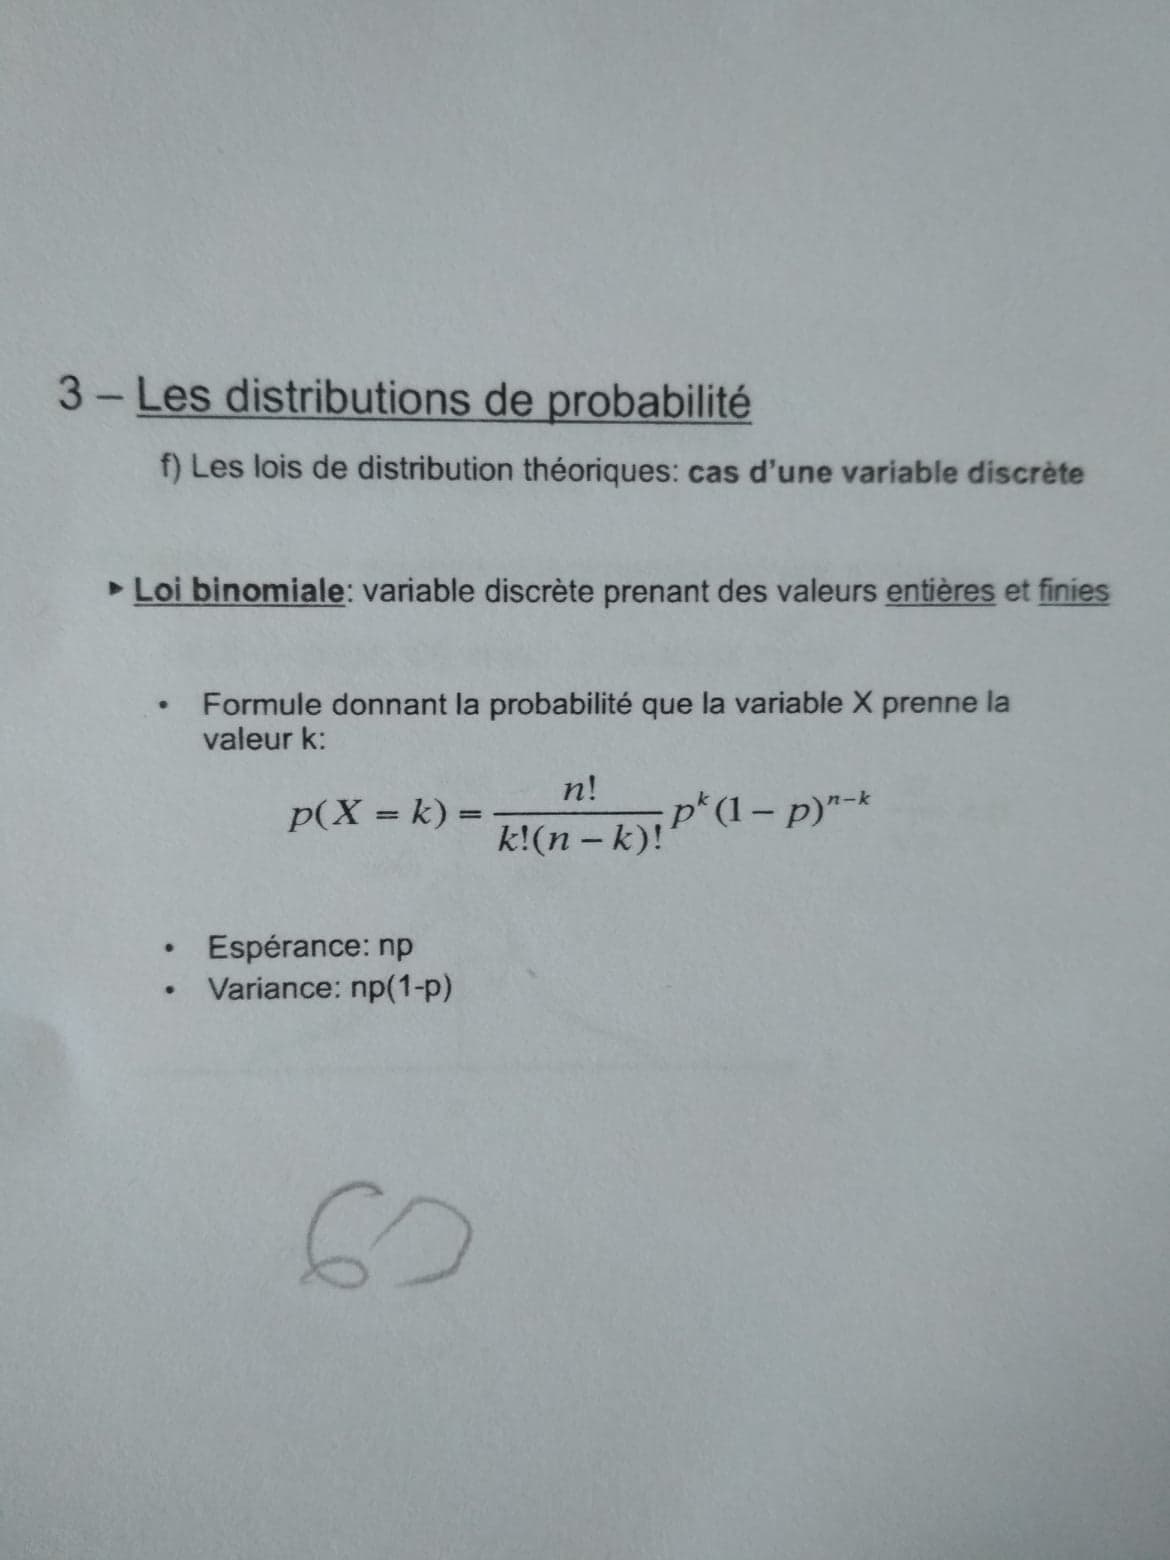 3 – Les distributions de probabilité
f) Les lois de distribution théoriques: cas d'une variable discrète
▸ Loi binomiale: variable discrète prenant des valeurs entières et finies
• Formule donnant la probabilité que la variable X prenne la
valeur k:
p(X = k) = n! / k!(n – k)! p^k (1 – p)^n–k
• Espérance: np
• Variance: np(1-p)